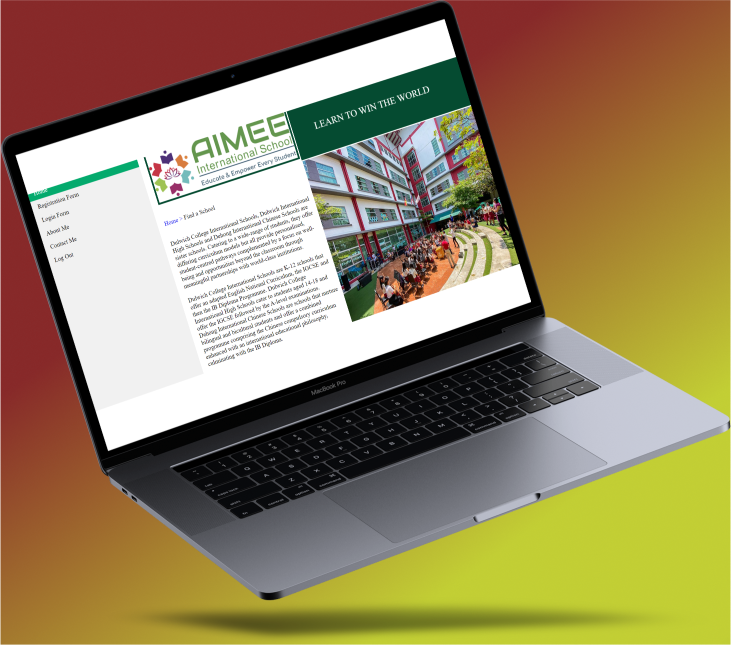 LEARN TO WIN THE WORLD
AIMEE
International School
Educate & Empower Every Student
Home
Registration Form
Login Form
About Me
Contact Me
Log Out
Home > Find a School
Dulwich College International Schools, Dulwich International
High Schools and Dehong International Chinese Schools are
sister schools. Catering to a wide-range of students, they offer
differing curriculum models but all provide personalised,
student-centred pathways complemented by a focus on well-
being and opportunities beyond the classroom through
meaningful partnerships with world-class institutions.
Dulwich College International Schools are K-12 schools that
offer an adapted English National Curriculum, the IGCSE and
then the IB Diploma Programme. Dulwich College
International High Schools cater to students aged 14-18 and
offer the IGCSE followed by the A-level examinations.
Dehong International Chinese Schools are schools that nurture
bilingual and bicultural students and offer a combined
programme comprising the Chinese compulsory curriculum
enhanced with an international educational philosophy,
culminating with the IB Diploma.
MacBook Pro